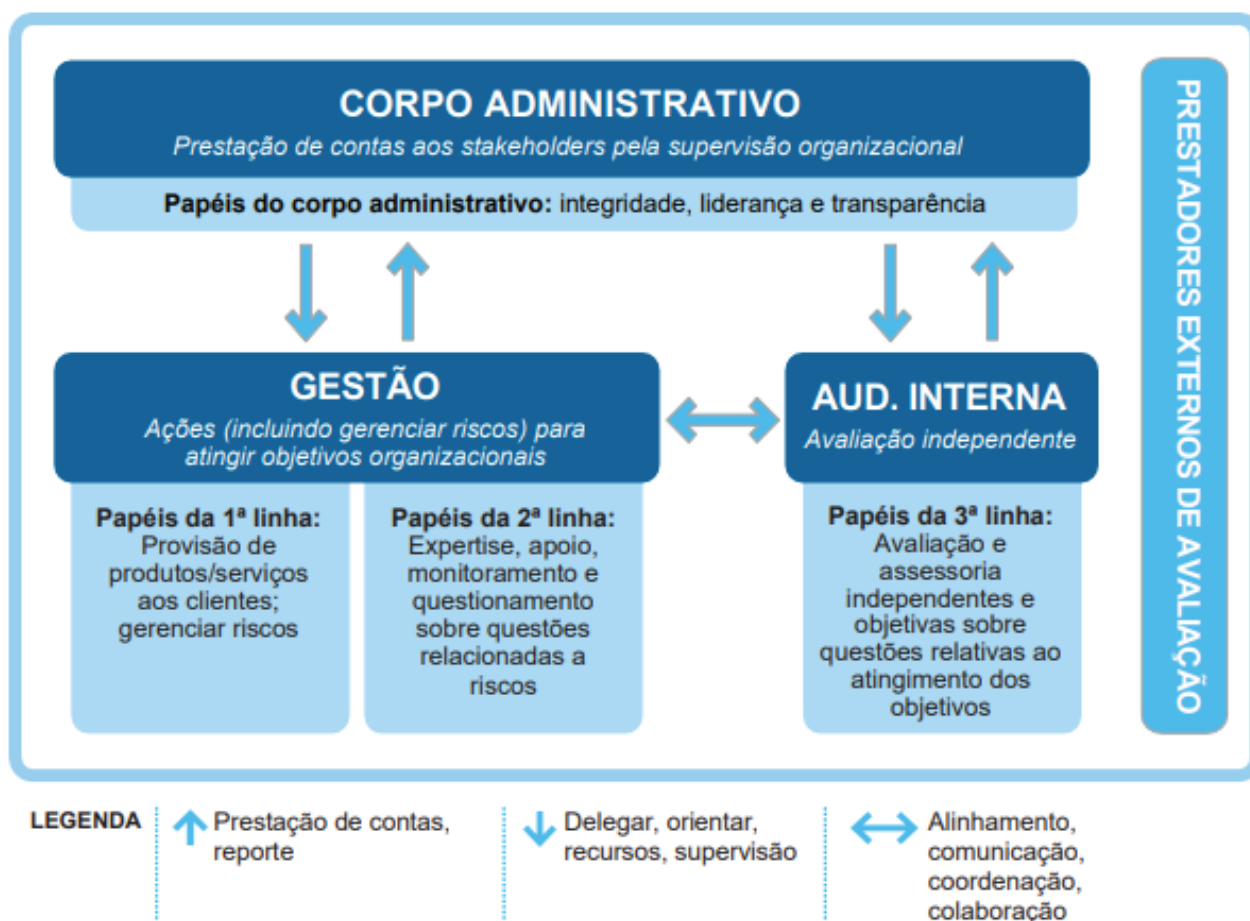 CORPO ADMINISTRATIVO
Prestação de contas aos stakeholders pela supervisão organizacional
Papéis do corpo administrativo: integridade, liderança e transparência
GESTÃO
Ações (incluindo gerenciar riscos) para
atingir objetivos organizacionais
Papéis da 1ª linha:
Provisão de
produtos/serviços
aos clientes;
gerenciar riscos
Papéis da 2ª linha:
Expertise, apoio,
monitoramento e
questionamento
sobre questões
relacionadas a
riscos
AUD. INTERNA
Avaliação independente
Papéis da 3ª linha:
Avaliação e
assessoria
independentes e
objetivas sobre
questões relativas ao
atingimento dos
objetivos
PRESTADORES EXTERNOS DE AVALIAÇÃO
LEGENDA
Prestação de contas,
reporte
Delegar, orientar,
recursos, supervisão
Alinhamento,
comunicação,
coordenação,
colaboração